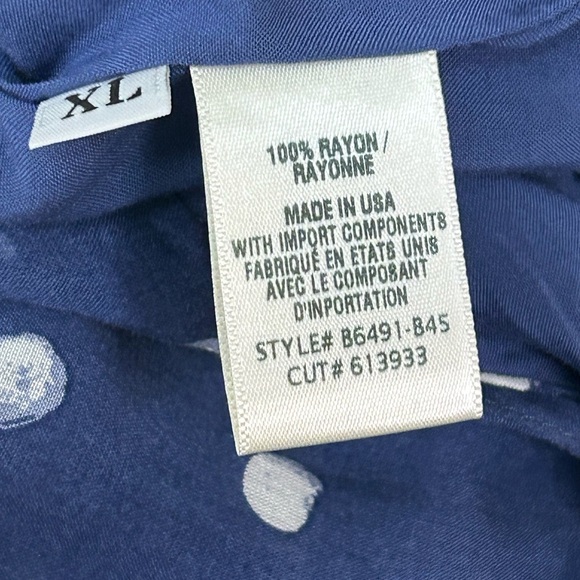 XL
100% RAYON /
RAYONNE
MADE IN USA
WITH IMPORT COMPONENTS
FABRIQUÉ EN ETATS UNIS
AVEC LE COMPOSANT
D'INPORTATION
STYLE# B6491-B45
CUT# 613933